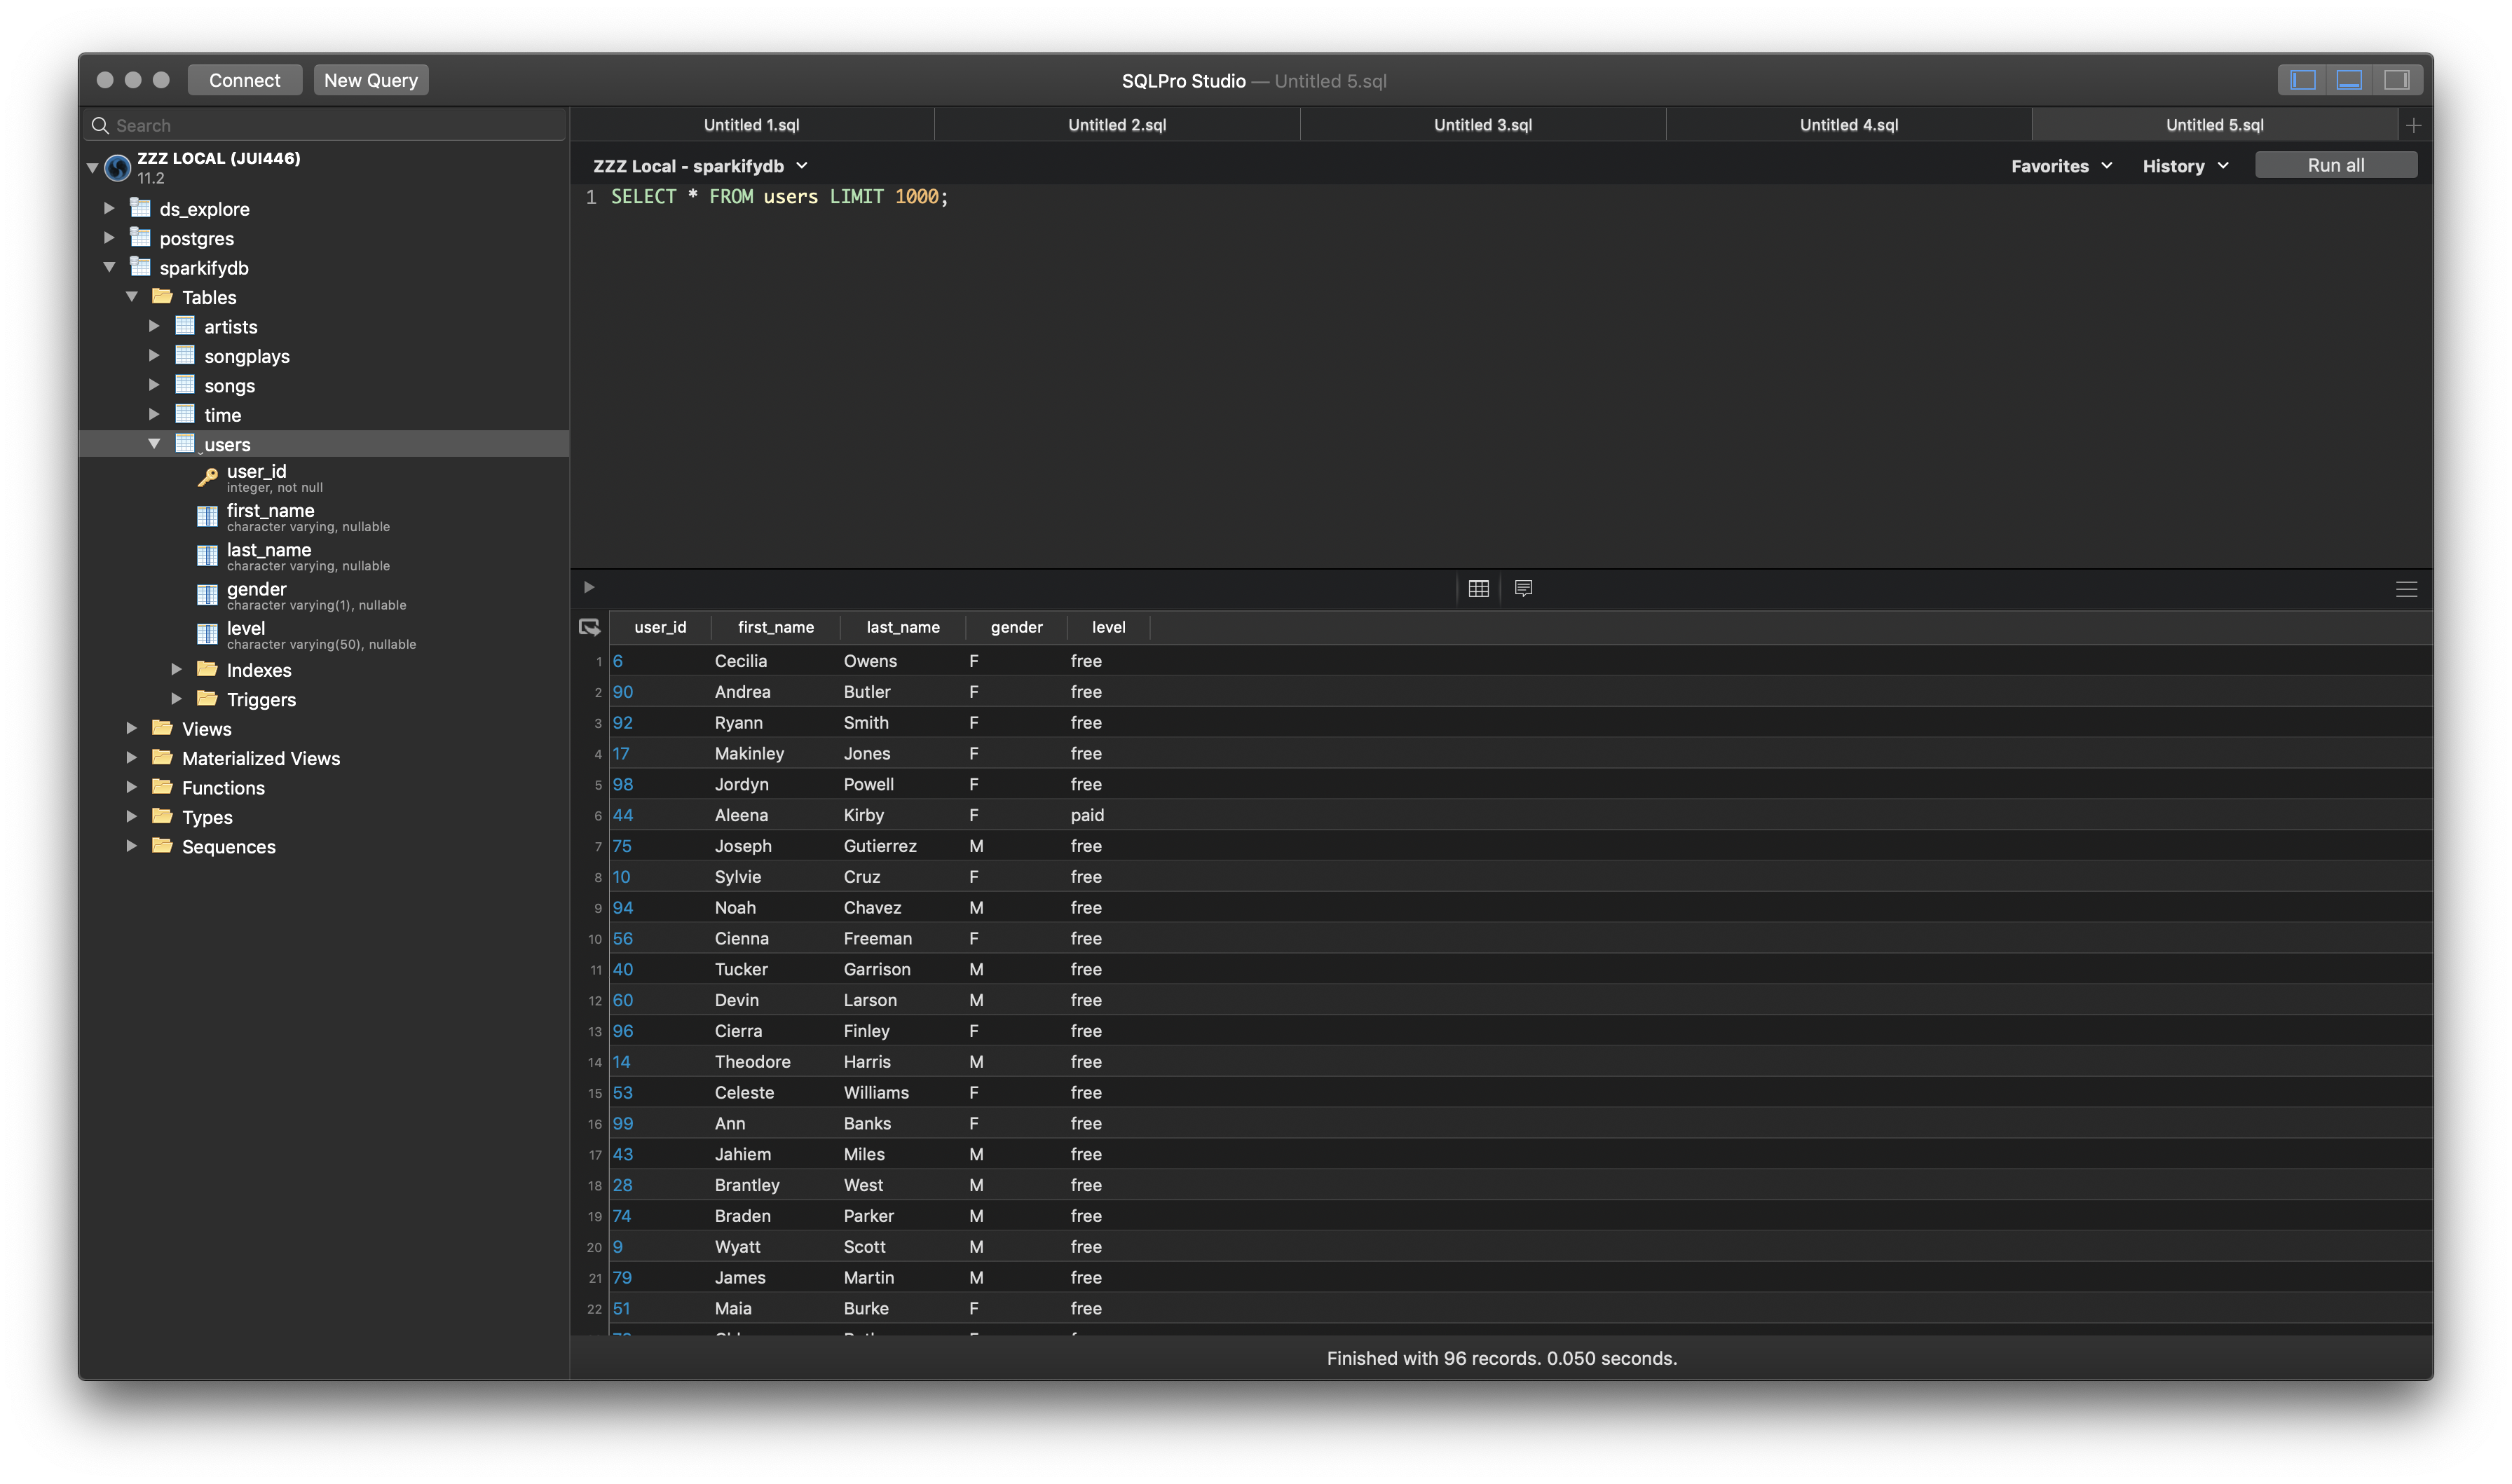 Connect New Query SQLPro Studio — Untitled 5.sql
Search
Untitled 1.sql Untitled 2.sql Untitled 3.sql Untitled 4.sql Untitled 5.sql
ZZZ LOCAL (JUI446)
11.2
ds_explore
postgres
sparkifydb
Tables
artists
songplays
songs
time
users
user_id
integer, not null
first_name
character varying, nullable
last_name
character varying, nullable
gender
character varying(1), nullable
level
character varying(50), nullable
Indexes
Triggers
Views
Materialized Views
Functions
Types
Sequences
ZZZ Local - sparkifydb Favorites History Run all
1 SELECT * FROM users LIMIT 1000;
user_id first_name last_name gender level
1 6 Cecilia Owens F free
2 90 Andrea Butler F free
3 92 Ryann Smith F free
4 17 Makinley Jones F free
5 98 Jordyn Powell F free
6 44 Aleena Kirby F paid
7 75 Joseph Gutierrez M free
8 10 Sylvie Cruz F free
9 94 Noah Chavez M free
10 56 Cienna Freeman F free
11 40 Tucker Garrison M free
12 60 Devin Larson M free
13 96 Cierra Finley F free
14 14 Theodore Harris M free
15 53 Celeste Williams F free
16 99 Ann Banks F free
17 43 Jahiem Miles M free
18 28 Brantley West M free
19 74 Braden Parker M free
20 9 Wyatt Scott M free
21 79 James Martin M free
22 51 Maia Burke F free
Finished with 96 records. 0.050 seconds.